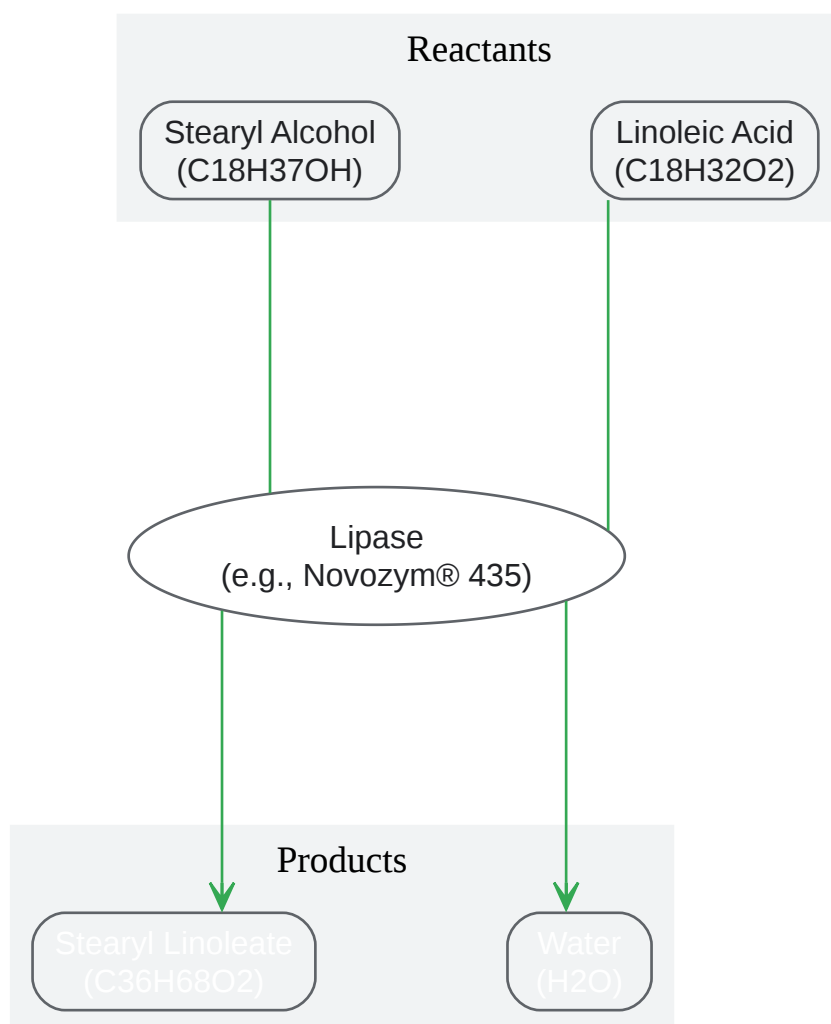 Reactants
Stearyl Alcohol
(C18H37OH)
Linoleic Acid
(C18H32O2)
Lipase
(e.g., Novozym® 435)
Products
Stearyl Linoleate
(C36H68O2)
Water
(H2O)